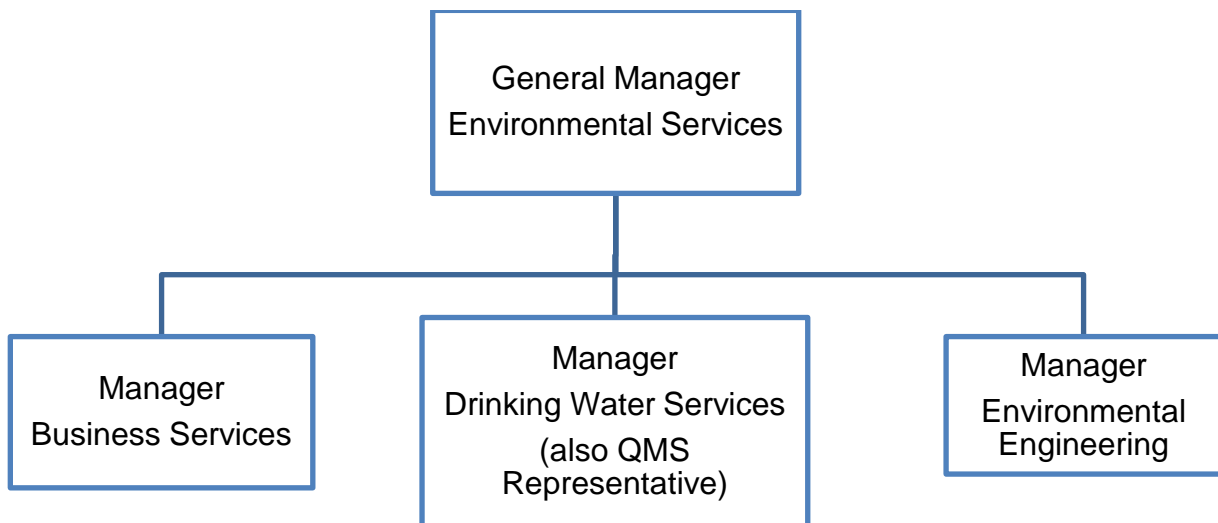 General Manager
Environmental Services
Manager
Business Services
Manager
Drinking Water Services
(also QMS
Representative)
Manager
Environmental
Engineering